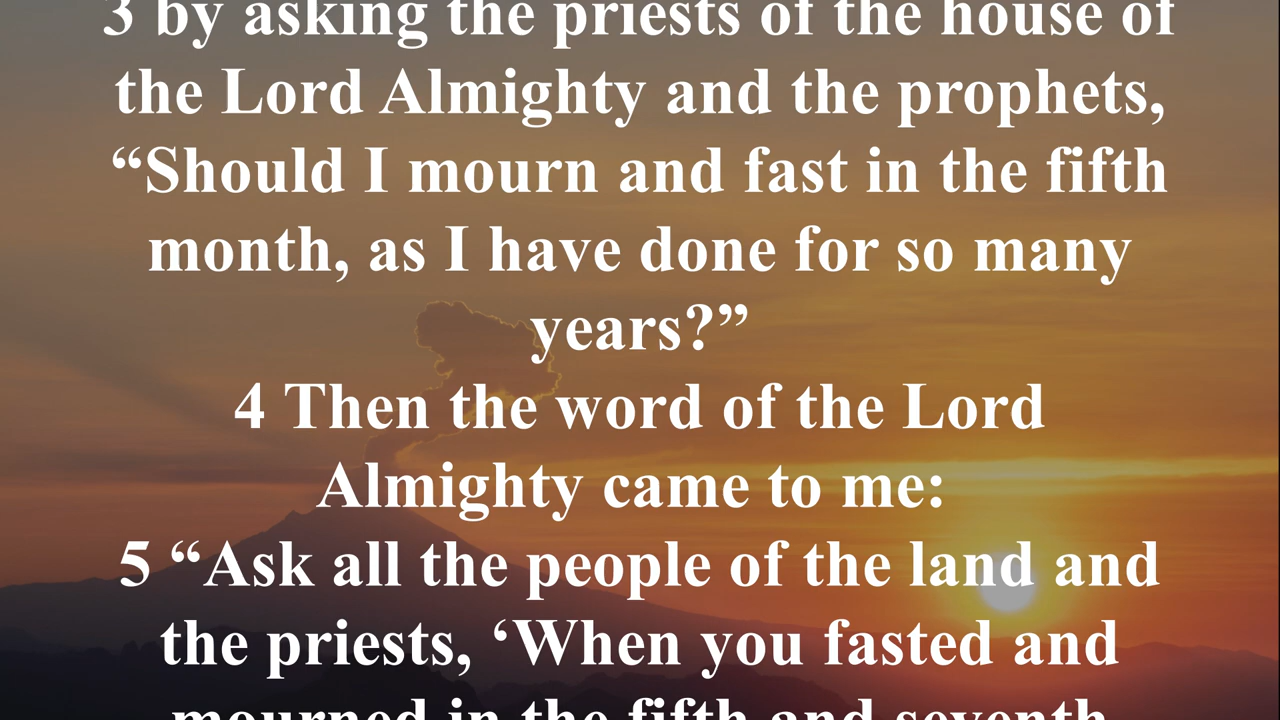 3 by asking the priests of the house of
the Lord Almighty and the prophets,
“Should I mourn and fast in the fifth
month, as I have done for so many
years?”
4 Then the word of the Lord
Almighty came to me:
5 “Ask all the people of the land and
the priests, ‘When you fasted and
mourned in the fifth and seventh